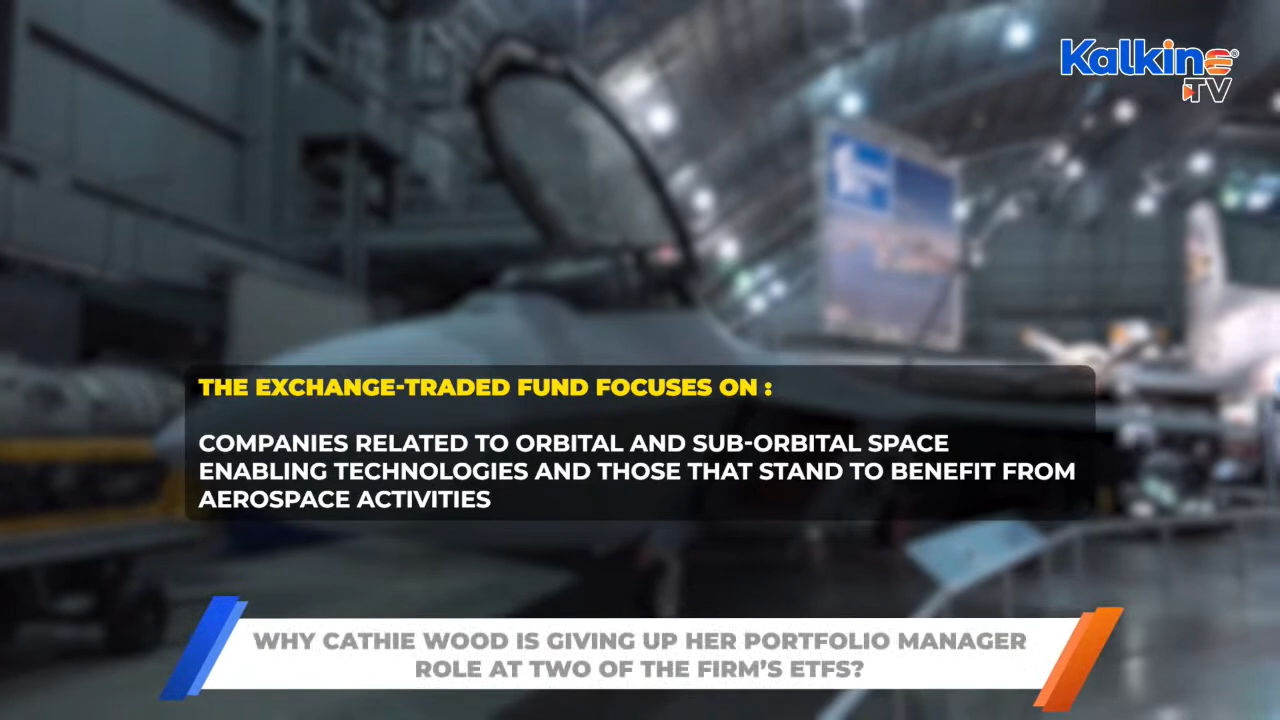 Kalkine
TV
THE EXCHANGE-TRADED FUND FOCUSES ON :
COMPANIES RELATED TO ORBITAL AND SUB-ORBITAL SPACE
ENABLING TECHNOLOGIES AND THOSE THAT STAND TO BENEFIT FROM
AEROSPACE ACTIVITIES
WHY CATHIE WOOD IS GIVING UP HER PORTFOLIO MANAGER
ROLE AT TWO OF THE FIRM'S ETFS?